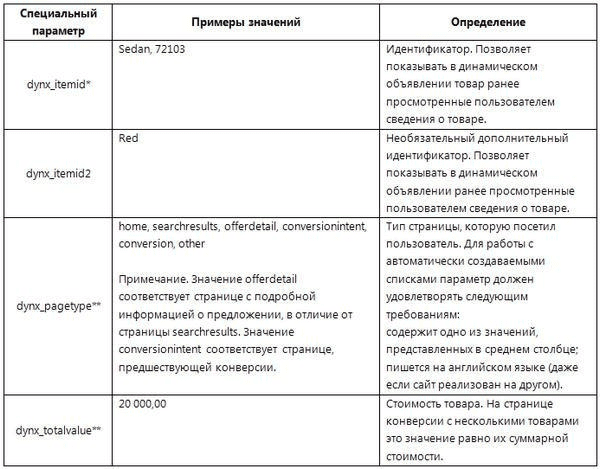 Специальный
параметр
Примеры значений
Определение
dynx_itemid*
Sedan, 72103
Идентификатор. Позволяет
показывать в динамическом
объявлении товар ранее
просмотренные пользователем
сведения о товаре.
dynx_itemid2
Red
Необязательный дополнительный
идентификатор. Позволяет
показывать в динамическом
объявлении ранее просмотренные
пользователем сведения о товаре.
dynx_pagetype**
home, searchresults, offerdetail, conversionintent,
conversion, other
Примечание. Значение offerdetail
соответствует странице с подробной
информацией о предложении, в отличие от
страницы searchresults. Значение
conversionintent соответствует странице,
предшествующей конверсии.
Тип страницы, которую посетил
пользователь. Для работы с
автоматически создаваемыми
списками параметр должен
удовлетворять следующим
требованиям:
содержит одно из значений,
представленных в среднем столбце;
пишется на английском языке (даже
если сайт реализован на другом).
dynx_totalvalue**
20 000,00
Стоимость товара. На странице
конверсии с несколькими товарами
это значение равно их суммарной
стоимости.